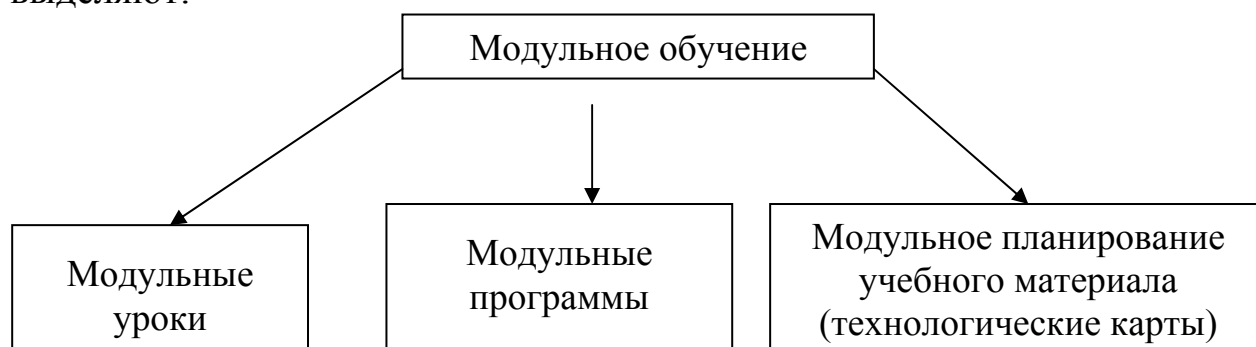 выделяют:
Модульное обучение
Модульные
уроки
Модульные
программы
Модульное планирование
учебного материала
(технологические карты)